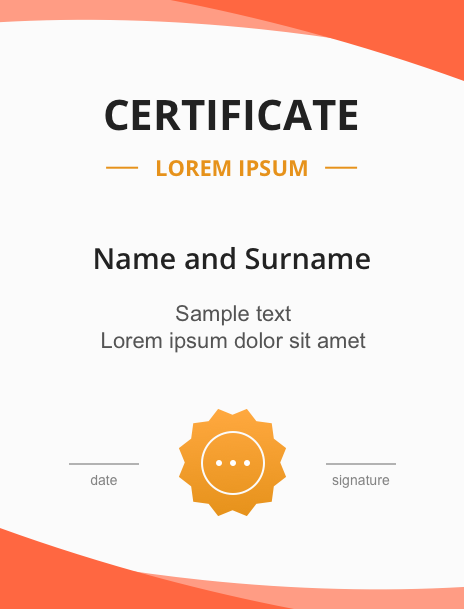 CERTIFICATE
LOREM IPSUM
Name and Surname
Sample text
Lorem ipsum dolor sit amet
date
signature